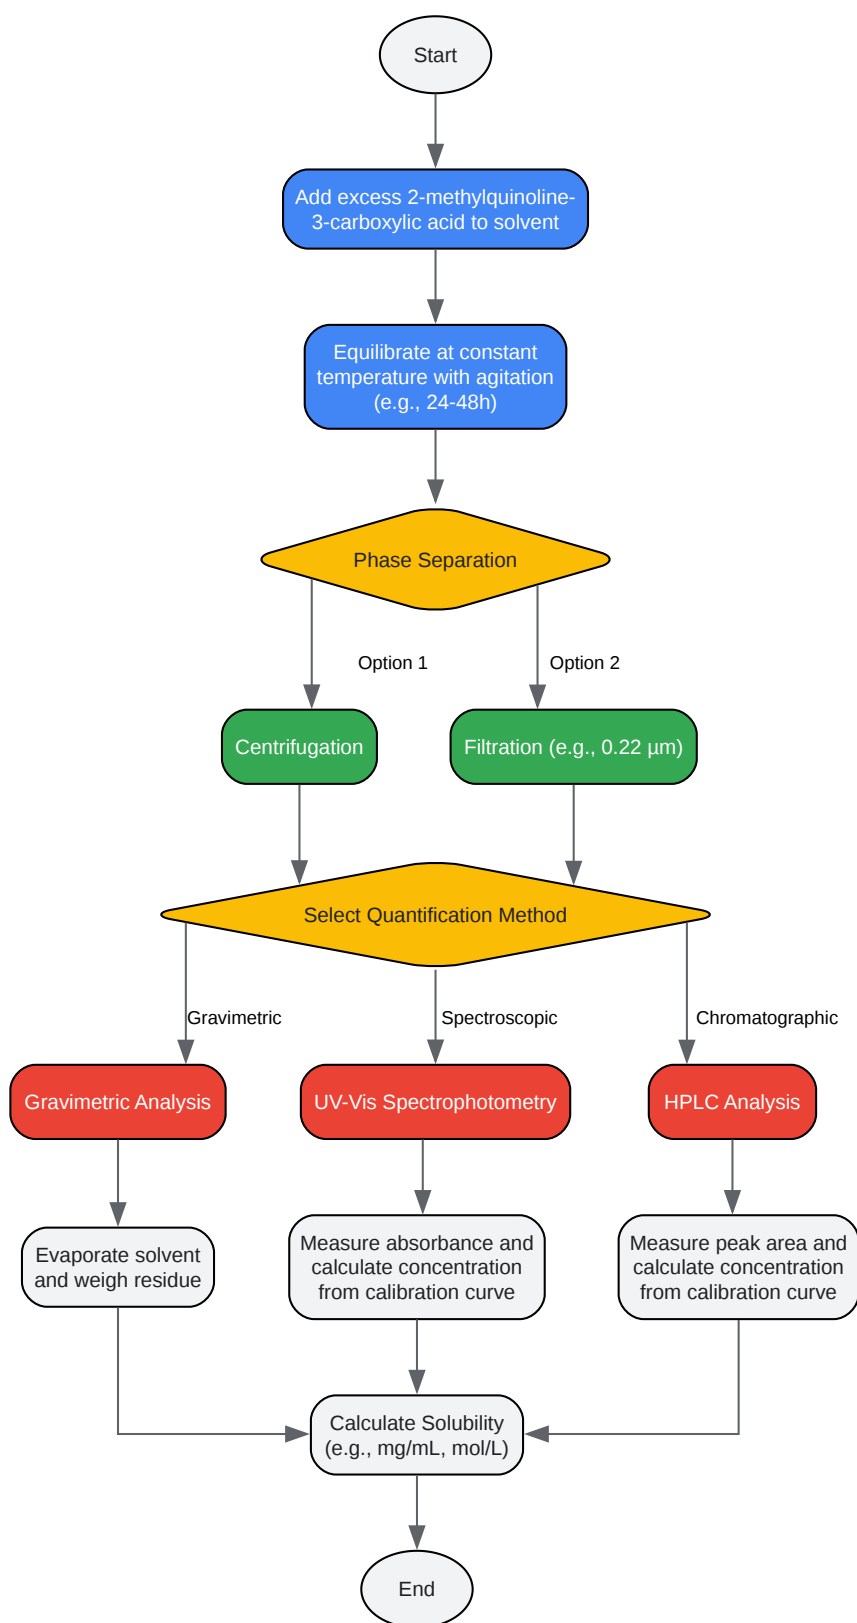 Start
Add excess 2-methylquinoline-
3-carboxylic acid to solvent
Equilibrate at constant
temperature with agitation
(e.g., 24-48h)
Phase Separation
Option 1
Option 2
Centrifugation
Filtration (e.g., 0.22 µm)
Select Quantification Method
Gravimetric
Spectroscopic
Chromatographic
Gravimetric Analysis
UV-Vis Spectrophotometry
HPLC Analysis
Evaporate solvent
and weigh residue
Measure absorbance and
calculate concentration
from calibration curve
Measure peak area and
calculate concentration
from calibration curve
Calculate Solubility
(e.g., mg/mL, mol/L)
End